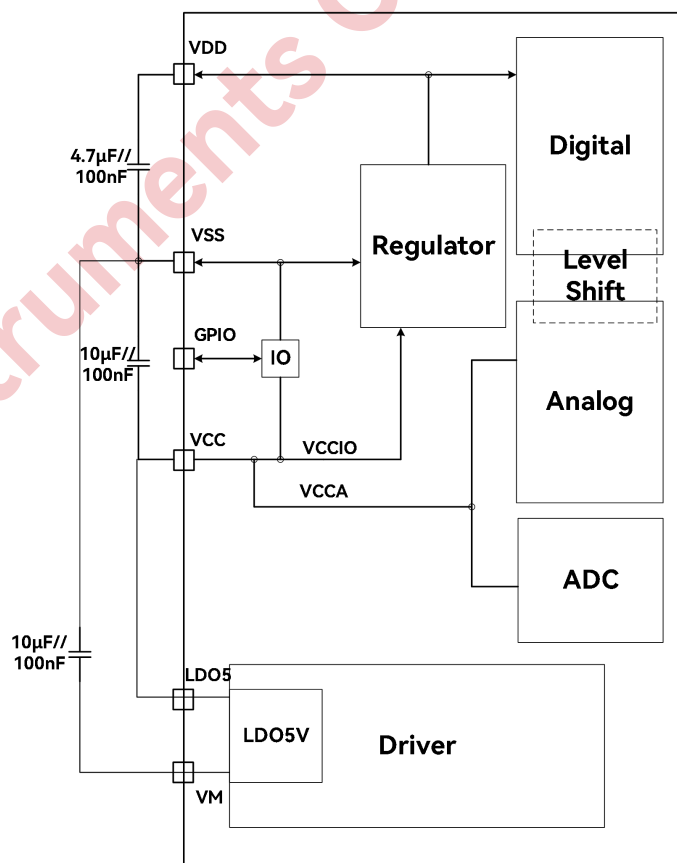 VDD
Digital
4.7μF//
100nF
VSS
Regulator
Level
Shift
GPIO
IO
10μF//
100nF
Analog
VCC
VCCIO
VCCA
ADC
10μF//
100nF
LDO5
LDO5V
Driver
VM